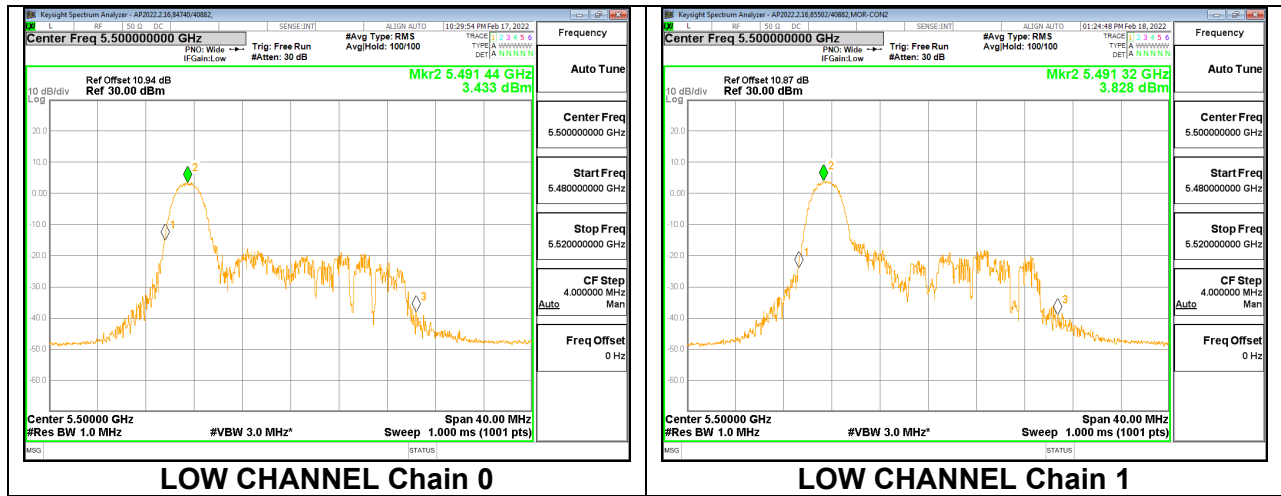 Keysight Spectrum Analyzer - AP2022.2.16,84740/40882,
L RF 50 Ω DC SENSE:INT ALIGN AUTO 10:29:54 PM Feb 17, 2022
Center Freq 5.500000000 GHz
PNO: Wide
IFGain:Low
Trig: Free Run
#Atten: 30 dB
#Avg Type: RMS
Avg|Hold: 100/100
TRACE 1 2 3 4 5 6
TYPE A WWWWW
DET A N N N N N
Frequency
Ref Offset 10.94 dB
Ref 30.00 dBm
Mkr2 5.491 44 GHz
3.433 dBm
10 dB/div
Log
20.0
10.0
0.00
-10.0
-20.0
-30.0
-40.0
-50.0
-60.0
1
2
3
Auto Tune
Center Freq
5.500000000 GHz
Start Freq
5.480000000 GHz
Stop Freq
5.520000000 GHz
CF Step
4.000000 MHz
Auto Man
Freq Offset
0 Hz
Center 5.50000 GHz
#Res BW 1.0 MHz
#VBW 3.0 MHz*
Span 40.00 MHz
Sweep 1.000 ms (1001 pts)
MSG
STATUS
LOW CHANNEL Chain 0
Keysight Spectrum Analyzer - AP2022.2.16,85502/40882,MOR-CON2
L RF 50 Ω DC SENSE:INT ALIGN AUTO 01:24:48 PM Feb 18, 2022
Center Freq 5.500000000 GHz
PNO: Wide
IFGain:Low
Trig: Free Run
#Atten: 30 dB
#Avg Type: RMS
Avg|Hold: 100/100
TRACE 1 2 3 4 5 6
TYPE A WWWWW
DET A N N N N N
Frequency
Ref Offset 10.87 dB
Ref 30.00 dBm
Mkr2 5.491 32 GHz
3.828 dBm
10 dB/div
Log
20.0
10.0
0.00
-10.0
-20.0
-30.0
-40.0
-50.0
-60.0
1
2
3
Auto Tune
Center Freq
5.500000000 GHz
Start Freq
5.480000000 GHz
Stop Freq
5.520000000 GHz
CF Step
4.000000 MHz
Auto Man
Freq Offset
0 Hz
Center 5.50000 GHz
#Res BW 1.0 MHz
#VBW 3.0 MHz*
Span 40.00 MHz
Sweep 1.000 ms (1001 pts)
MSG
STATUS
LOW CHANNEL Chain 1